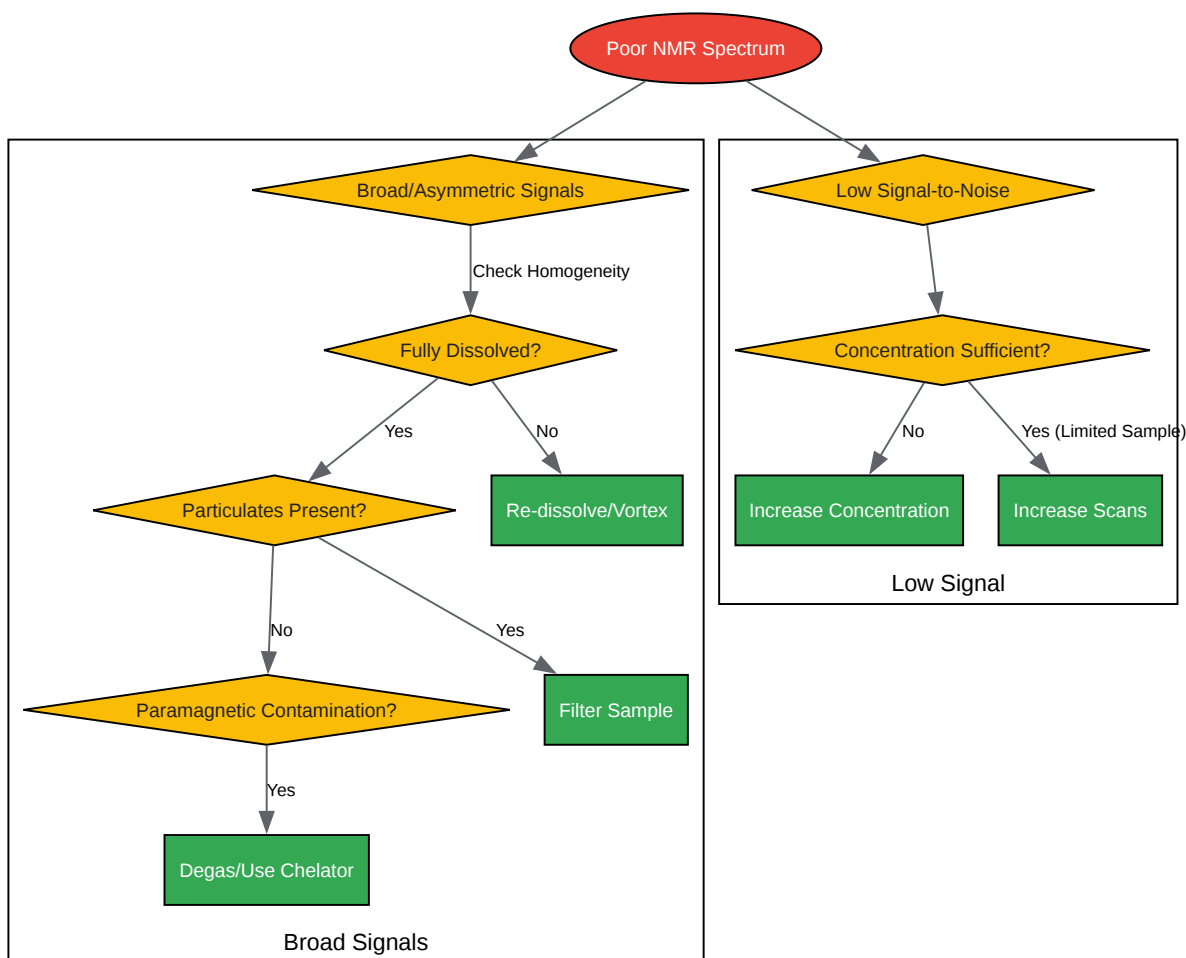 Poor NMR Spectrum
Broad/Asymmetric Signals
Low Signal-to-Noise
Check Homogeneity
Fully Dissolved?
Concentration Sufficient?
Yes
No
No
Yes (Limited Sample)
Particulates Present?
Re-dissolve/Vortex
Increase Concentration
Increase Scans
Low Signal
No
Yes
Paramagnetic Contamination?
Filter Sample
Yes
Degas/Use Chelator
Broad Signals